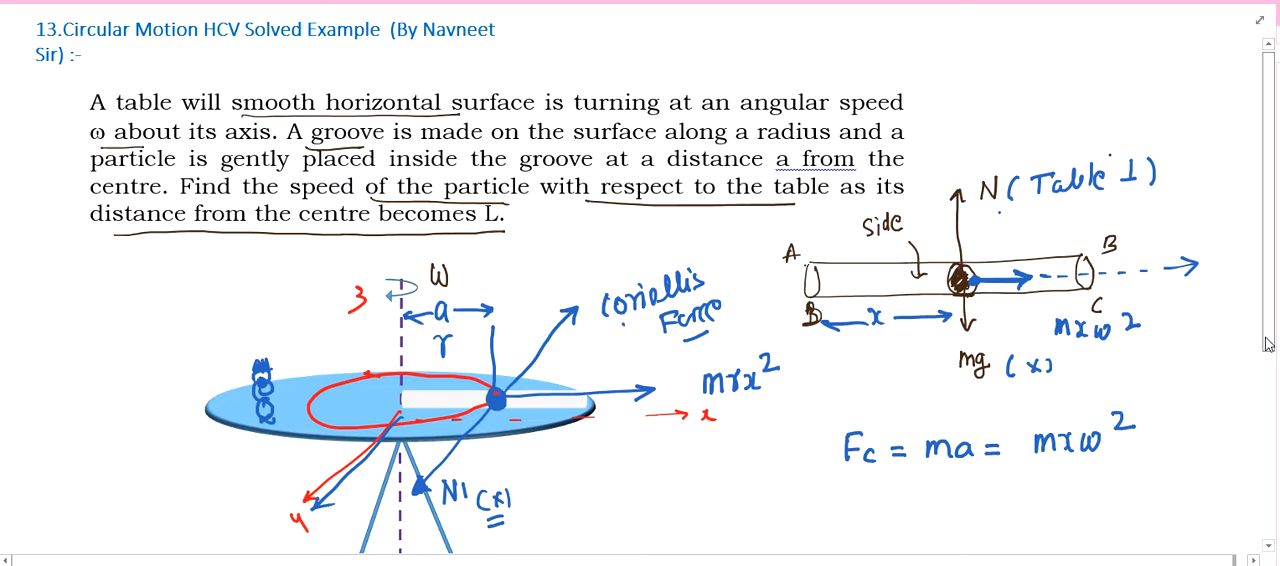 13.Circular Motion HCV Solved Example (By Navneet
Sir) :-
A table will smooth horizontal surface is turning at an angular speed
ω about its axis. A groove is made on the surface along a radius and a
particle is gently placed inside the groove at a distance a from the
centre. Find the speed of the particle with respect to the table as its
distance from the centre becomes L.
N (Table ⊥)
Side
A
B
B
C
x
mxω2
mg (x)
3
ω
a
r
Coriallis
Force
mrx2
x
Fc = ma = mxω2
N1 (x)
y